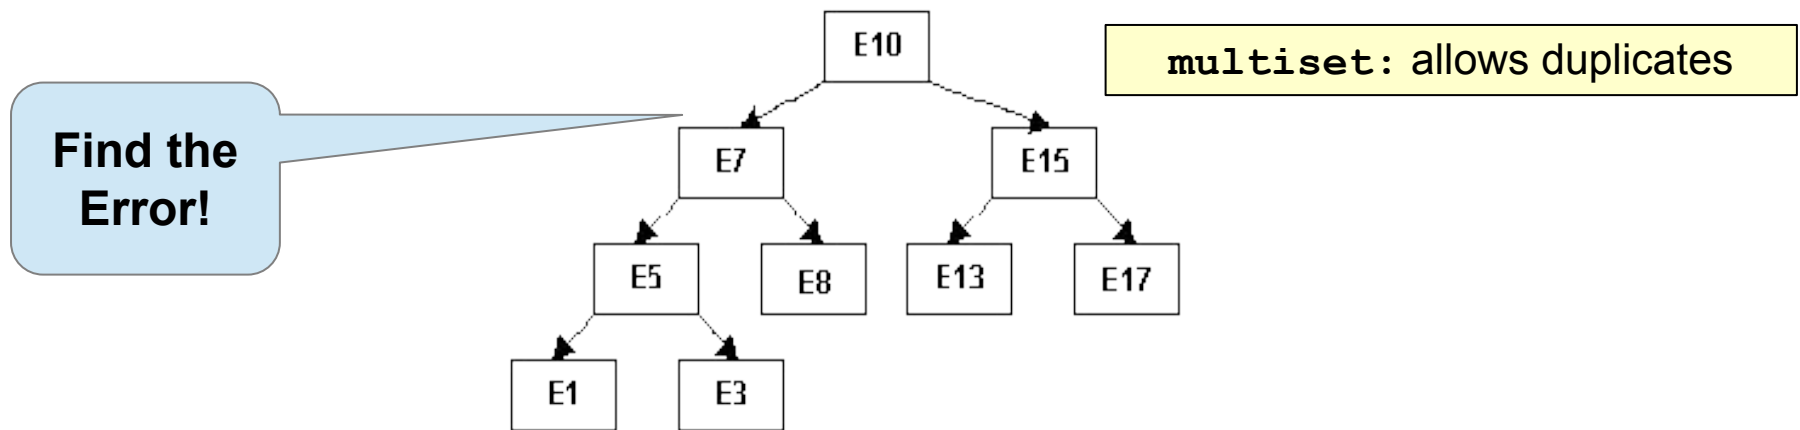 E10
multiset: allows duplicates
Find the
Error!
E7
E15
E5
E8
E13
E17
E1
E3